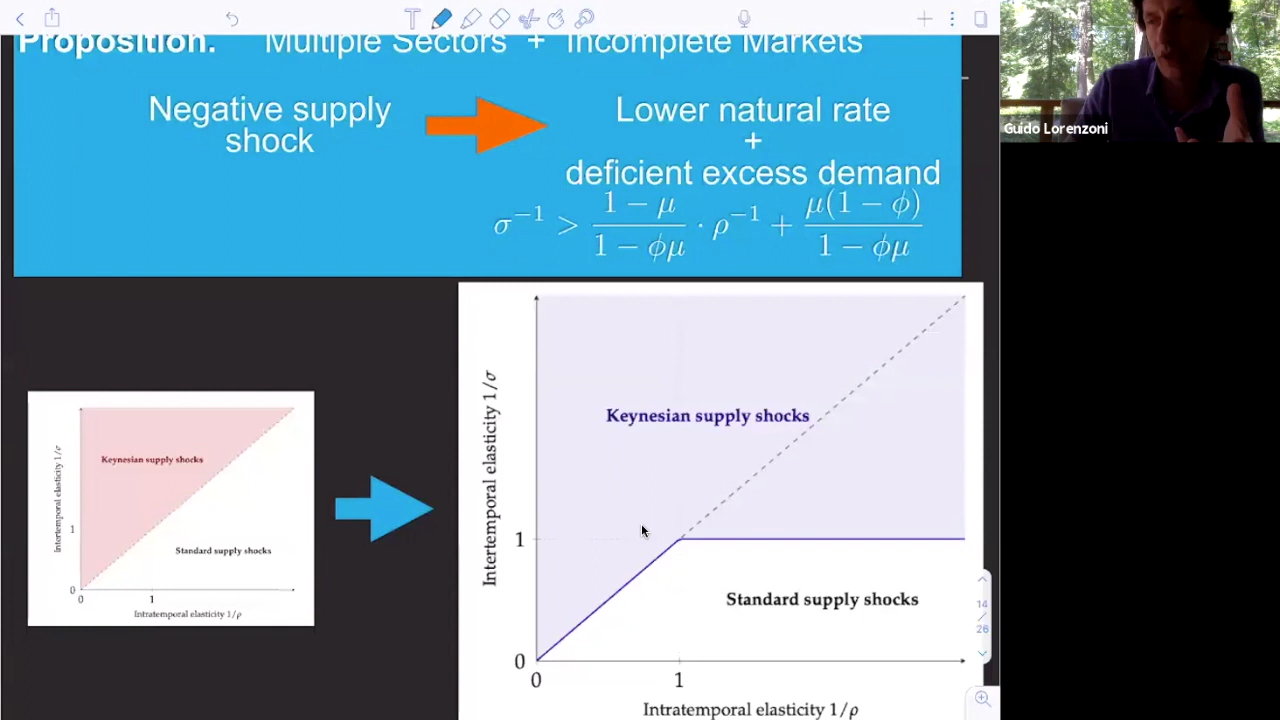 Proposition: Multiple Sectors + Incomplete Markets
Negative supply
shock
Lower natural rate
+
deficient excess demand
σ⁻¹ > (1 − μ)/(1 − ϕμ) · ρ⁻¹ + μ(1 − ϕ)/(1 − ϕμ)
Guido Lorenzoni
Intertemporal elasticity 1/σ
1
0
Keynesian supply shocks
Standard supply shocks
0 1
Intratemporal elasticity 1/ρ
Intertemporal elasticity 1/σ
1
0
Keynesian supply shocks
Standard supply shocks
0 1
Intratemporal elasticity 1/ρ
14
/
26